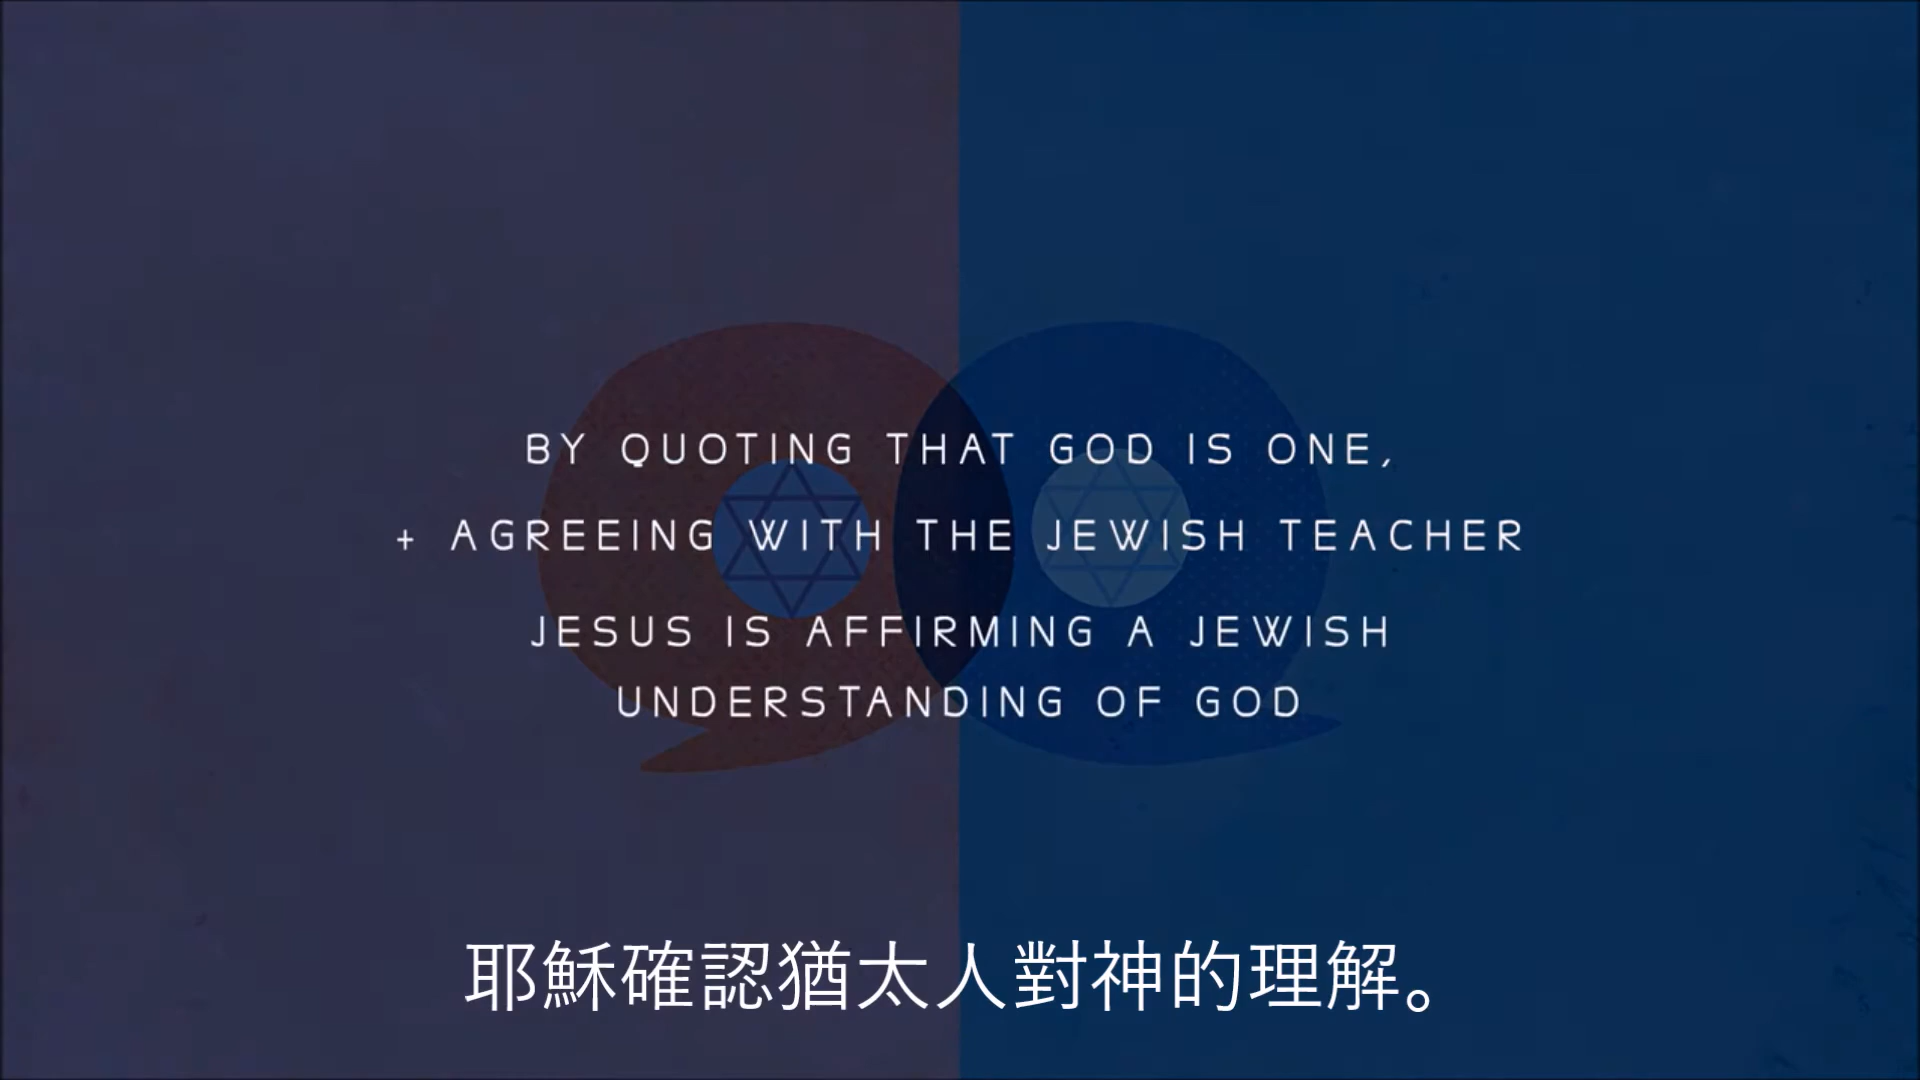 BY QUOTING THAT GOD IS ONE,
+ AGREEING WITH THE JEWISH TEACHER
JESUS IS AFFIRMING A JEWISH
UNDERSTANDING OF GOD
耶穌確認猶太人對神的理解。